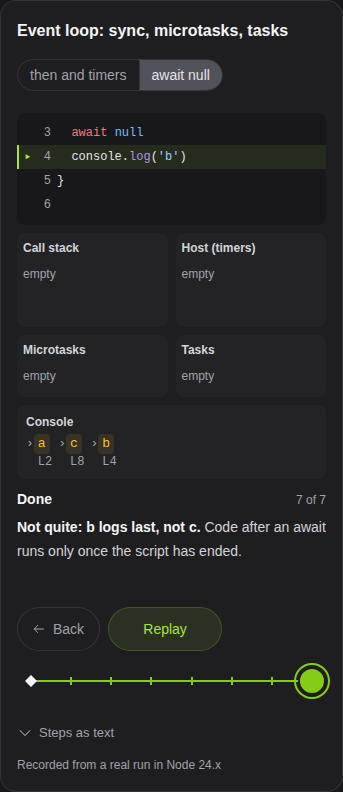 Event loop: sync, microtasks, tasks
then and timers await null
3 await null
▸ 4 console.log('b')
5 }
6
Call stack Host (timers)
empty empty
Microtasks Tasks
empty empty
Console
› a › c › b
L2 L8 L4
Done 7 of 7
Not quite: b logs last, not c. Code after an await
runs only once the script has ended.
← Back Replay
Steps as text
Recorded from a real run in Node 24.x